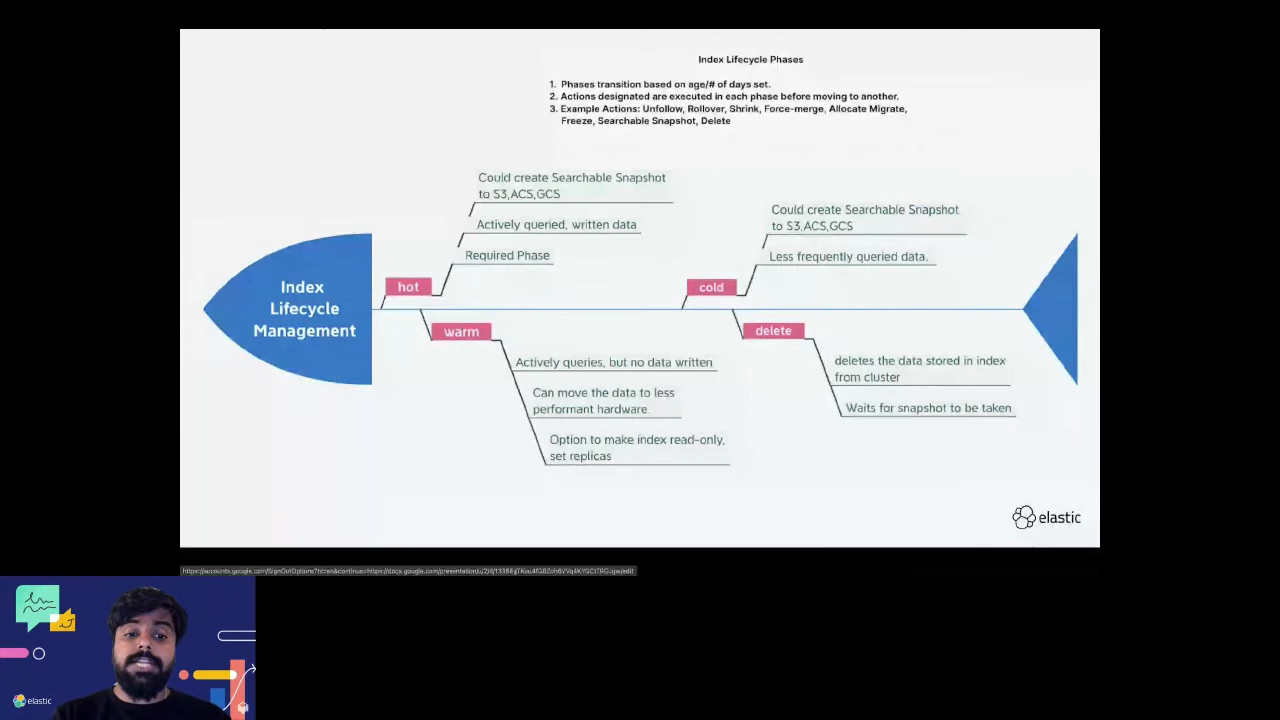 Index Lifecycle Phases
1. Phases transition based on age/# of days set.
2. Actions designated are executed in each phase before moving to another.
3. Example Actions: Unfollow, Rollover, Shrink, Force-merge, Allocate Migrate,
Freeze, Searchable Snapshot, Delete
Could create Searchable Snapshot
to S3,ACS,GCS
Actively queried, written data
Required Phase
hot
Could create Searchable Snapshot
to S3,ACS,GCS
Less frequently queried data.
cold
Index
Lifecycle
Management
warm
Actively queries, but no data written
Can move the data to less
performant hardware.
Option to make index read-only,
set replicas
delete
deletes the data stored in index
from cluster
Waits for snapshot to be taken
elastic
elastic